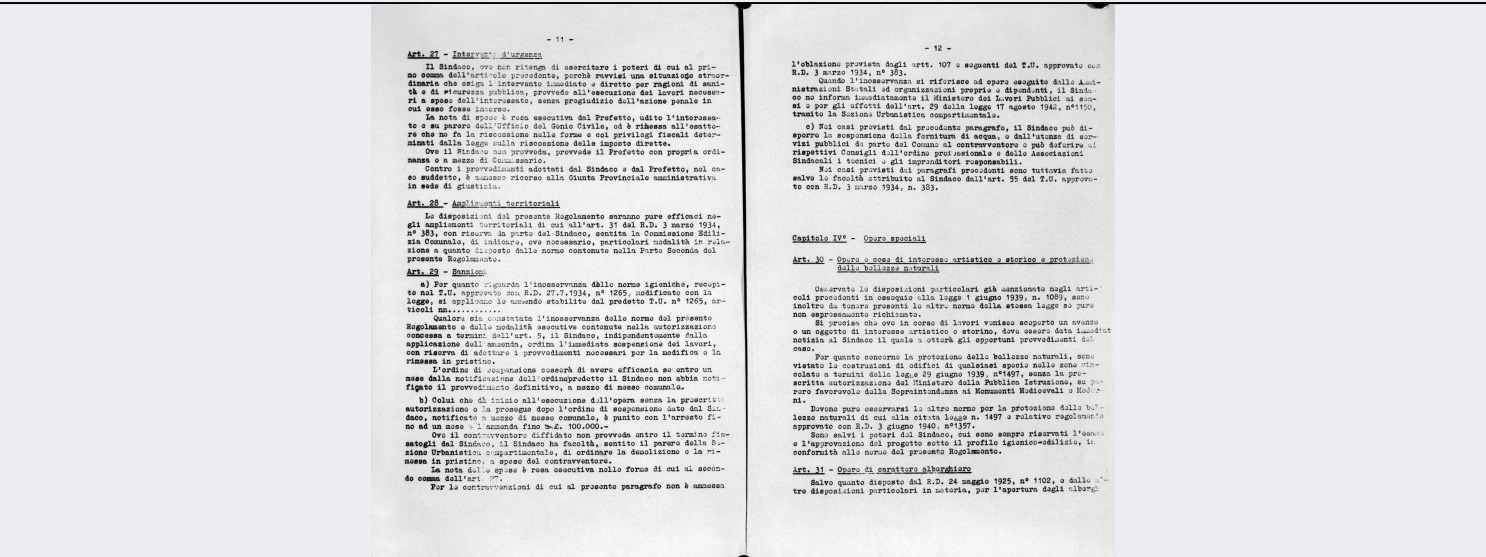 - 11 -
Art. 27 - Interventi d'urgenza
Il Sindaco, ove non ritenga di esercitare i poteri di cui al pri-
mo comma dell'articolo precedente, perchè ravvisi una situazione straor-
dinaria che esiga l'intervento immediato e diretto per ragioni di sani-
tà e di sicurezza pubblica, provvede all'esecuzione dei lavori necessa-
ri a spese dell'interessato, senza pregiudizio dell'azione penale in
cui esso fosse incorso.
La nota di spese è resa esecutiva dal Prefetto, udito l'interessa-
to e su parere dell'Ufficio del Genio Civile, ed è rimessa all'esatto-
re che ne fa la riscossione nelle forme e coi privilegi fiscali deter-
minati dalla legge sulla riscossione delle imposte dirette.
Ove il Sindaco non provveda, provvede il Prefetto con propria ordi-
nanza o a mezzo di Commissario.
Contro i provvedimenti adottati dal Sindaco e dal Prefetto, nel ca-
so suddetto, è ammesso ricorso alla Giunta Provinciale amministrativa
in sede di giustizia.
Art. 28 - Ampliamenti territoriali
Le disposizioni del presente Regolamento saranno pure efficaci ne-
gli ampliamenti territoriali di cui all'art. 31 del R.D. 3 marzo 1934,
n° 383, con riserva da parte del Sindaco, sentita la Commissione Edili-
zia Comunale, di indicare, ove necessario, particolari modalità in rela-
zione a quanto disposto dalle norme contenute nella Parte Seconda del
presente Regolamento.
Art. 29 - Sanzioni
a) Per quanto riguarda l'inosservanza dàlle norme igieniche, recepi-
te nel T.U. approvato con R.D. 27.7.1934, n° 1265, modificato con la
legge, si applicano le ammende stabilite dal predetto T.U. n° 1265, ar-
ticoli nn............
Qualora sia constatata l'inosservanza delle norme del presente
Regolamento e delle modalità esecutive contenute nella autorizzazione
concessa a termini dell'art. 5, il Sindaco, indipendentemente dalla
applicazione dell'ammenda, ordina l'immediata sospensione dei lavori,
con riserva di adottare i provvedimenti necessari per la modifica o la
rimessa in pristino.
L'ordine di sospensione cesserà di avere efficacia se entro un
mese dalla notificazione dell'ordine predetto il Sindaco non abbia noti-
ficato il provvedimento definitivo, a mezzo di messo comunale.
b) Colui che dà inizio all'esecuzione dell'opera senza la prescritta
autorizzazione o la prosegue dopo l'ordine di sospensione dato dal Sin-
daco, notificato a mezzo di messo comunale, è punito con l'arresto fi-
no ad un mese e l'ammenda fino a £. 100.000.-
Ove il contravventore diffidato non provveda entro il termine fis-
satogli dal Sindaco, il Sindaco ha facoltà, sentito il parere della Se-
zione Urbanistica compartimentale, di ordinare la demolizione o la ri-
messa in pristino, a spese del contravventore.
La nota delle spese è resa esecutiva nelle forme di cui al secon-
do comma dell'art. 27.
Per le contravvenzioni di cui al presente paragrafo non è ammessa
- 12 -
l'oblazione prevista dagli artt. 107 e seguenti del T.U. approvato con
R.D. 3 marzo 1934, n° 383.
Quando l'inosservanza si riferisce ad opere eseguite dalle Ammi-
nistrazioni Statali ed organizzazioni proprie e dipendenti, il Sinda-
co ne informa immediatamente il Ministero dei Lavori Pubblici ai sen-
si e per gli effetti dell'art. 29 della legge 17 agosto 1942, n°1150,
tramite la Sezione Urbanistica compartimentale.
c) Nei casi previsti dal precedente paragrafo, il Sindaco può di-
sporre la sospensione della fornitura di acqua, e dall'utenza di ser-
vizi pubblici da parte del Comune al contravventore e può deferire ai
rispettivi Consigli dell'ordine professionale e delle Associazioni
Sindacali i tecnici e gli imprenditori responsabili.
Nei casi previsti dai paragrafi precedenti sono tuttavia fatte
salve le facoltà attribuite al Sindaco dall'art. 55 del T.U. approva-
to con R.D. 3 marzo 1934, n. 383.
Capitolo IV° - Opere speciali
Art. 30 - Opere e cose di interesse artistico e storico e protezione
delle bellezze naturali
Osservate le disposizioni particolari già menzionate negli arti-
coli precedenti in ossequio alla legge 1 giugno 1939, n. 1089, sono
inoltre da tenere presenti le altre norme della stessa legge se pure
non espressamente richiamate.
Si precisa che ove in corso di lavori venisse scoperto un avanzo
o un oggetto di interesse artistico o storino, deve essere data immediat
notizia al Sindaco il quale adotterà gli opportuni provvedimenti del
caso.
Per quanto concerne la protezione delle bellezze naturali, sono
vietate le costruzioni di edifici di qualsiasi specie nelle zone vin-
colate a termini della legge 29 giugno 1939, n°1497, senza la pre-
scritta autorizzazione del Ministero della Pubblica Istruzione, su pa-
rere favorevole della Sopraintendenza ai Monumenti Medioevali e Moder-
ni.
Devono pure osservarsi le altre norme per la protezione delle bel-
lezze naturali di cui alla citata legge n. 1497 e relativo regolamento
approvato con R.D. 3 giugno 1940, n°1357.
Sono salvi i poteri del Sindaco, cui sono sempre riservati l'esame
e l'approvazione del progetto sotto il profilo igienico-edilizio, in
conformità alle norme del presente Regolamento.
Art. 31 - Opere di carattere alberghiero
Salvo quanto disposto dal R.D. 24 maggio 1925, n° 1102, e dalle al-
tre disposizioni particolari in materia, per l'apertura degli alberghi